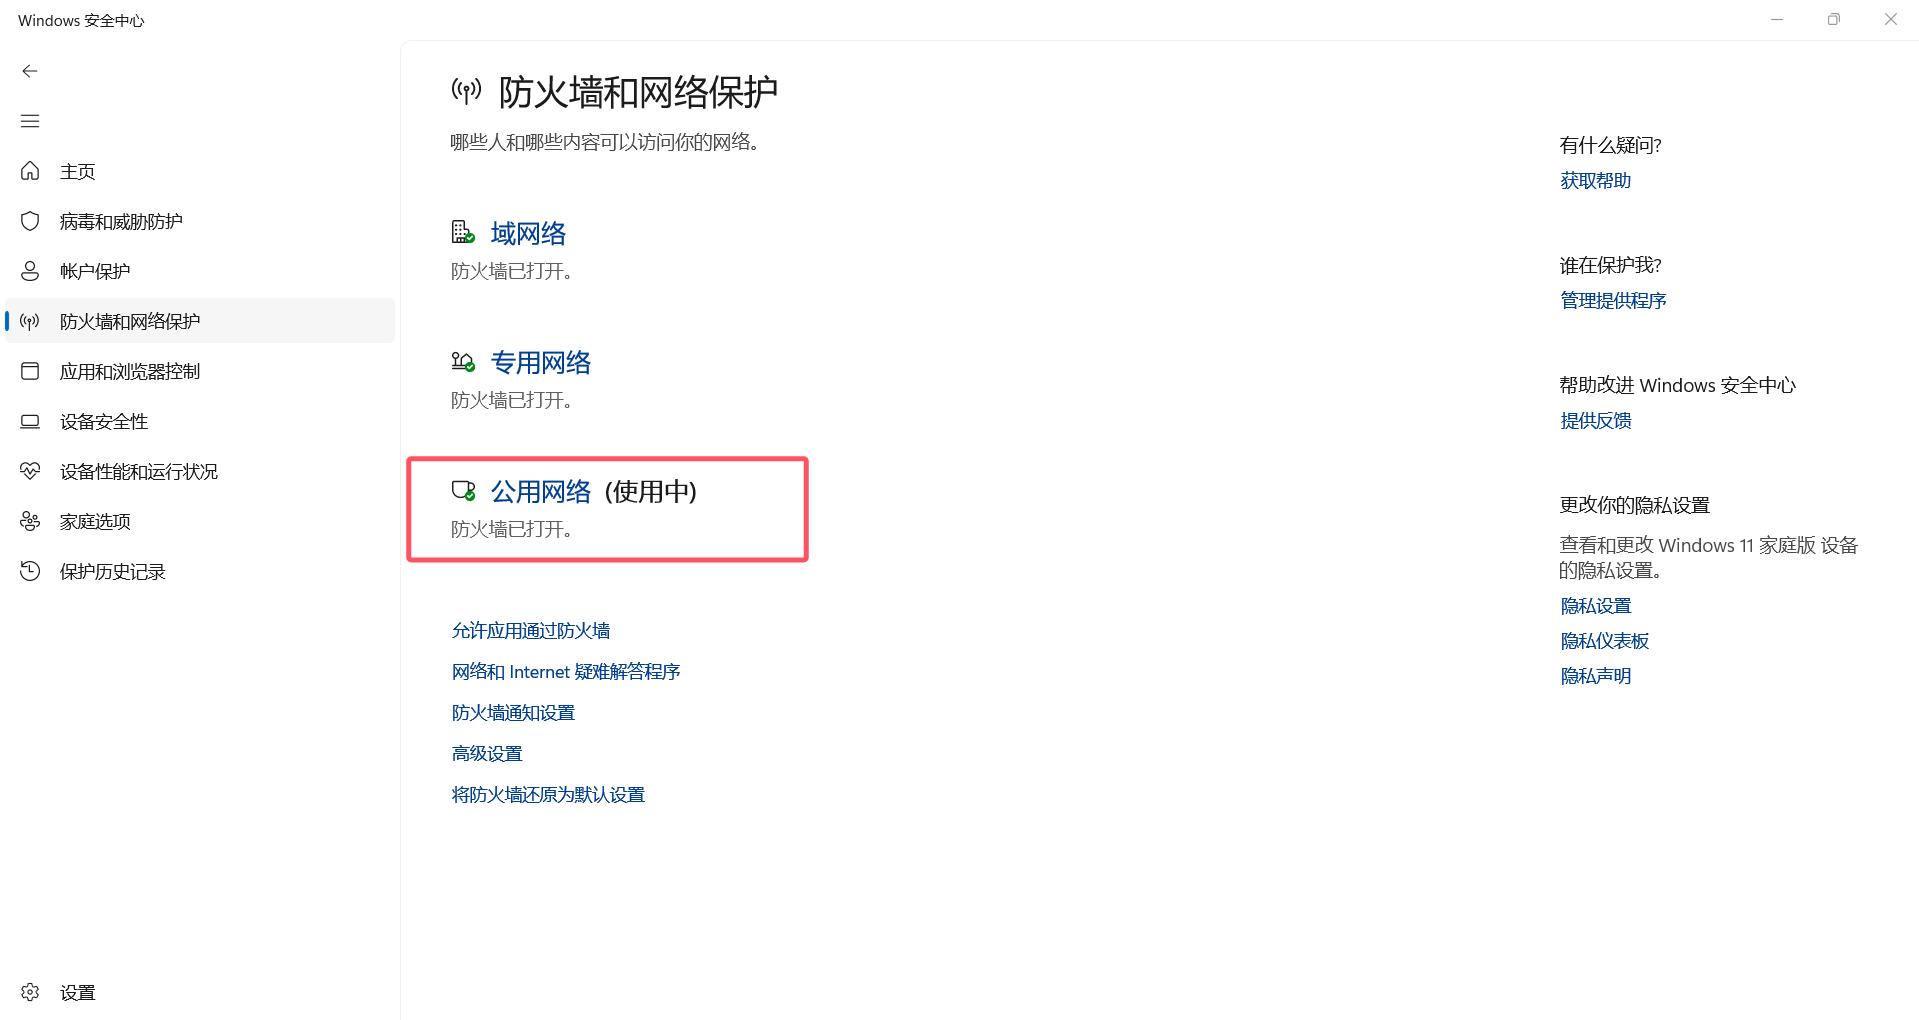 Windows 安全中心
主页
病毒和威胁防护
帐户保护
防火墙和网络保护
应用和浏览器控制
设备安全性
设备性能和运行状况
家庭选项
保护历史记录
设置
防火墙和网络保护
哪些人和哪些内容可以访问你的网络。
域网络
防火墙已打开。
专用网络
防火墙已打开。
公用网络 (使用中)
防火墙已打开。
允许应用通过防火墙
网络和 Internet 疑难解答程序
防火墙通知设置
高级设置
将防火墙还原为默认设置
有什么疑问?
获取帮助
谁在保护我?
管理提供程序
帮助改进 Windows 安全中心
提供反馈
更改你的隐私设置
查看和更改 Windows 11 家庭版 设备
的隐私设置。
隐私设置
隐私仪表板
隐私声明